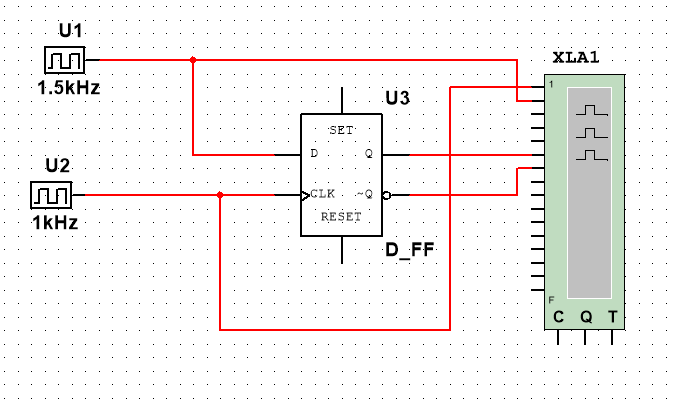 U1
1.5kHz
U2
1kHz
U3
SET
D Q
CLK ~Q
RESET
D_FF
XLA1
1
F
C Q T